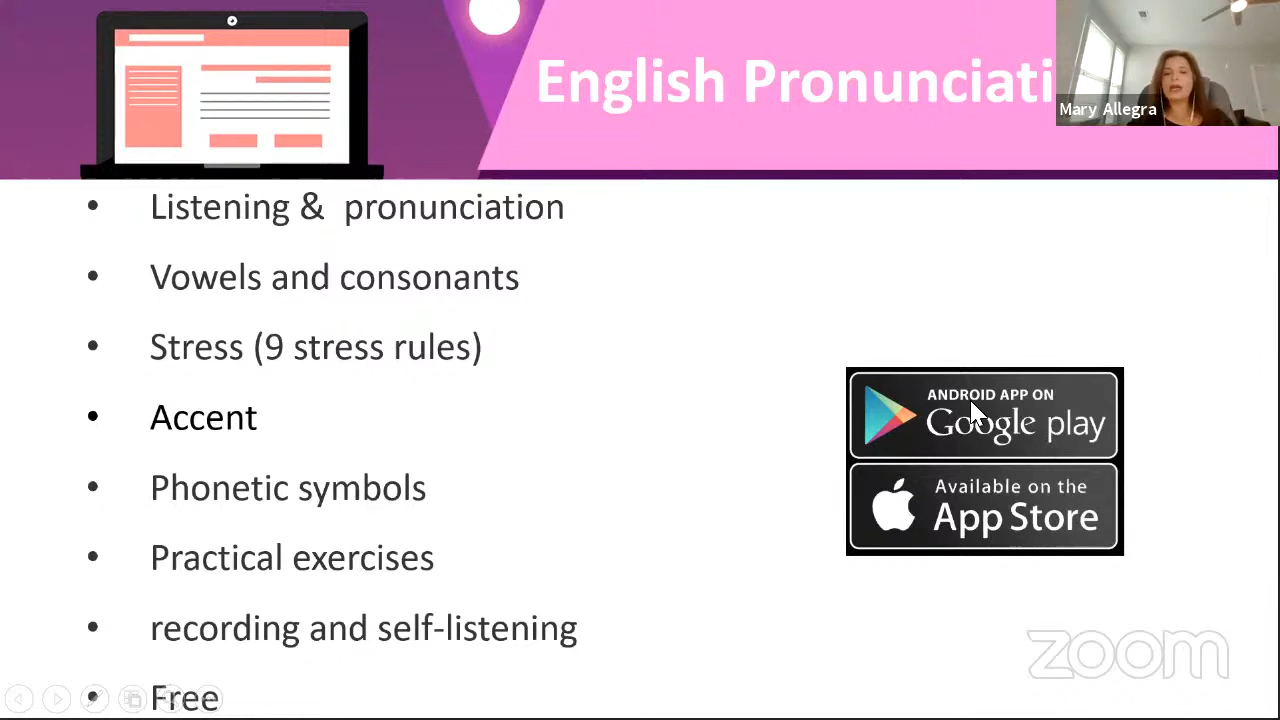 English Pronunciati
Mary Allegra
• Listening & pronunciation
• Vowels and consonants
• Stress (9 stress rules)
• Accent
• Phonetic symbols
• Practical exercises
• recording and self-listening
• Free
ANDROID APP ON
Google play
Available on the
App Store
zoom